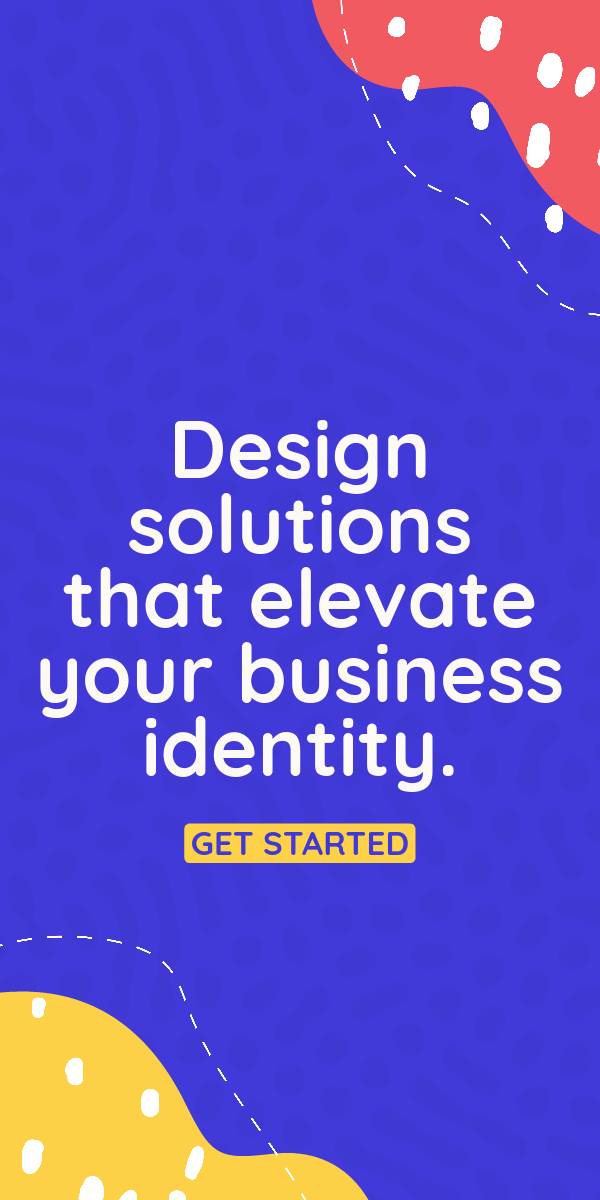 Design
solutions
that elevate
your business
identity.
GET STARTED